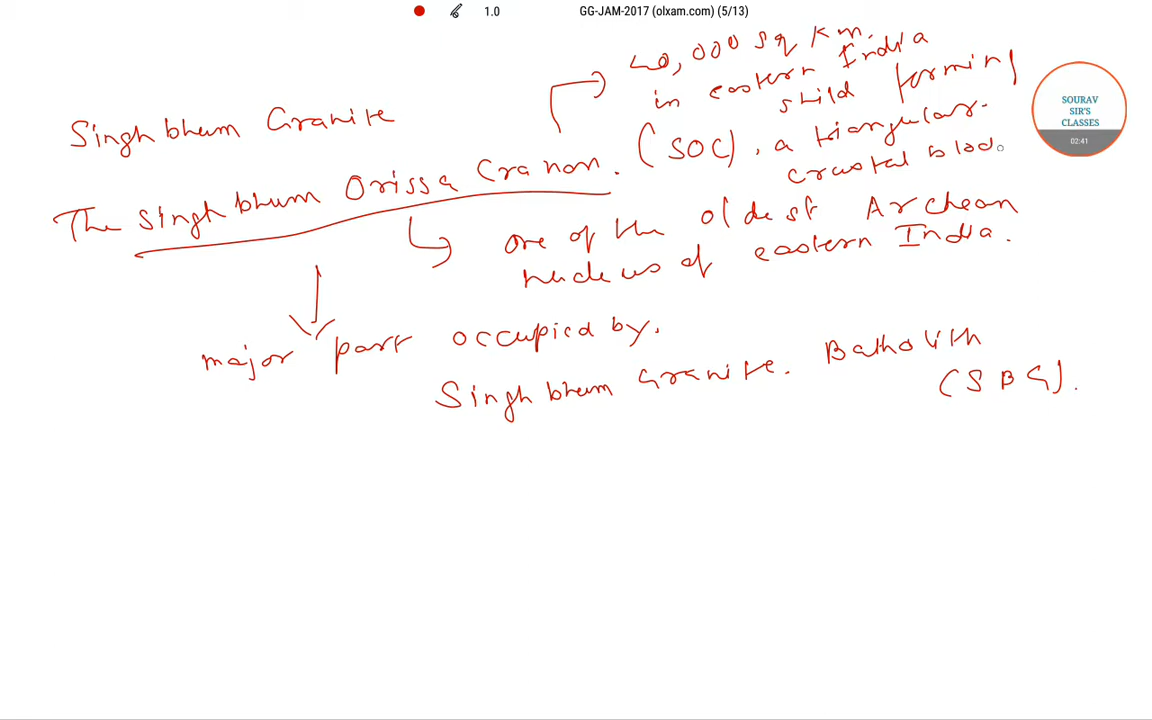 1.0 GG-JAM-2017 (olxam.com) (5/13)
SOURAV
SIR'S
CLASSES
02:41
40,000 sq km.
in eastern India
shild forming
Singhbhum Granite
The Singhbhum Orissa Cranon. (SOC), a triangular.
crustal block
one of the oldest Archean
nucleus of eastern India.
major part occupied by.
Singhbhum Granite. Batholith
(SBG).